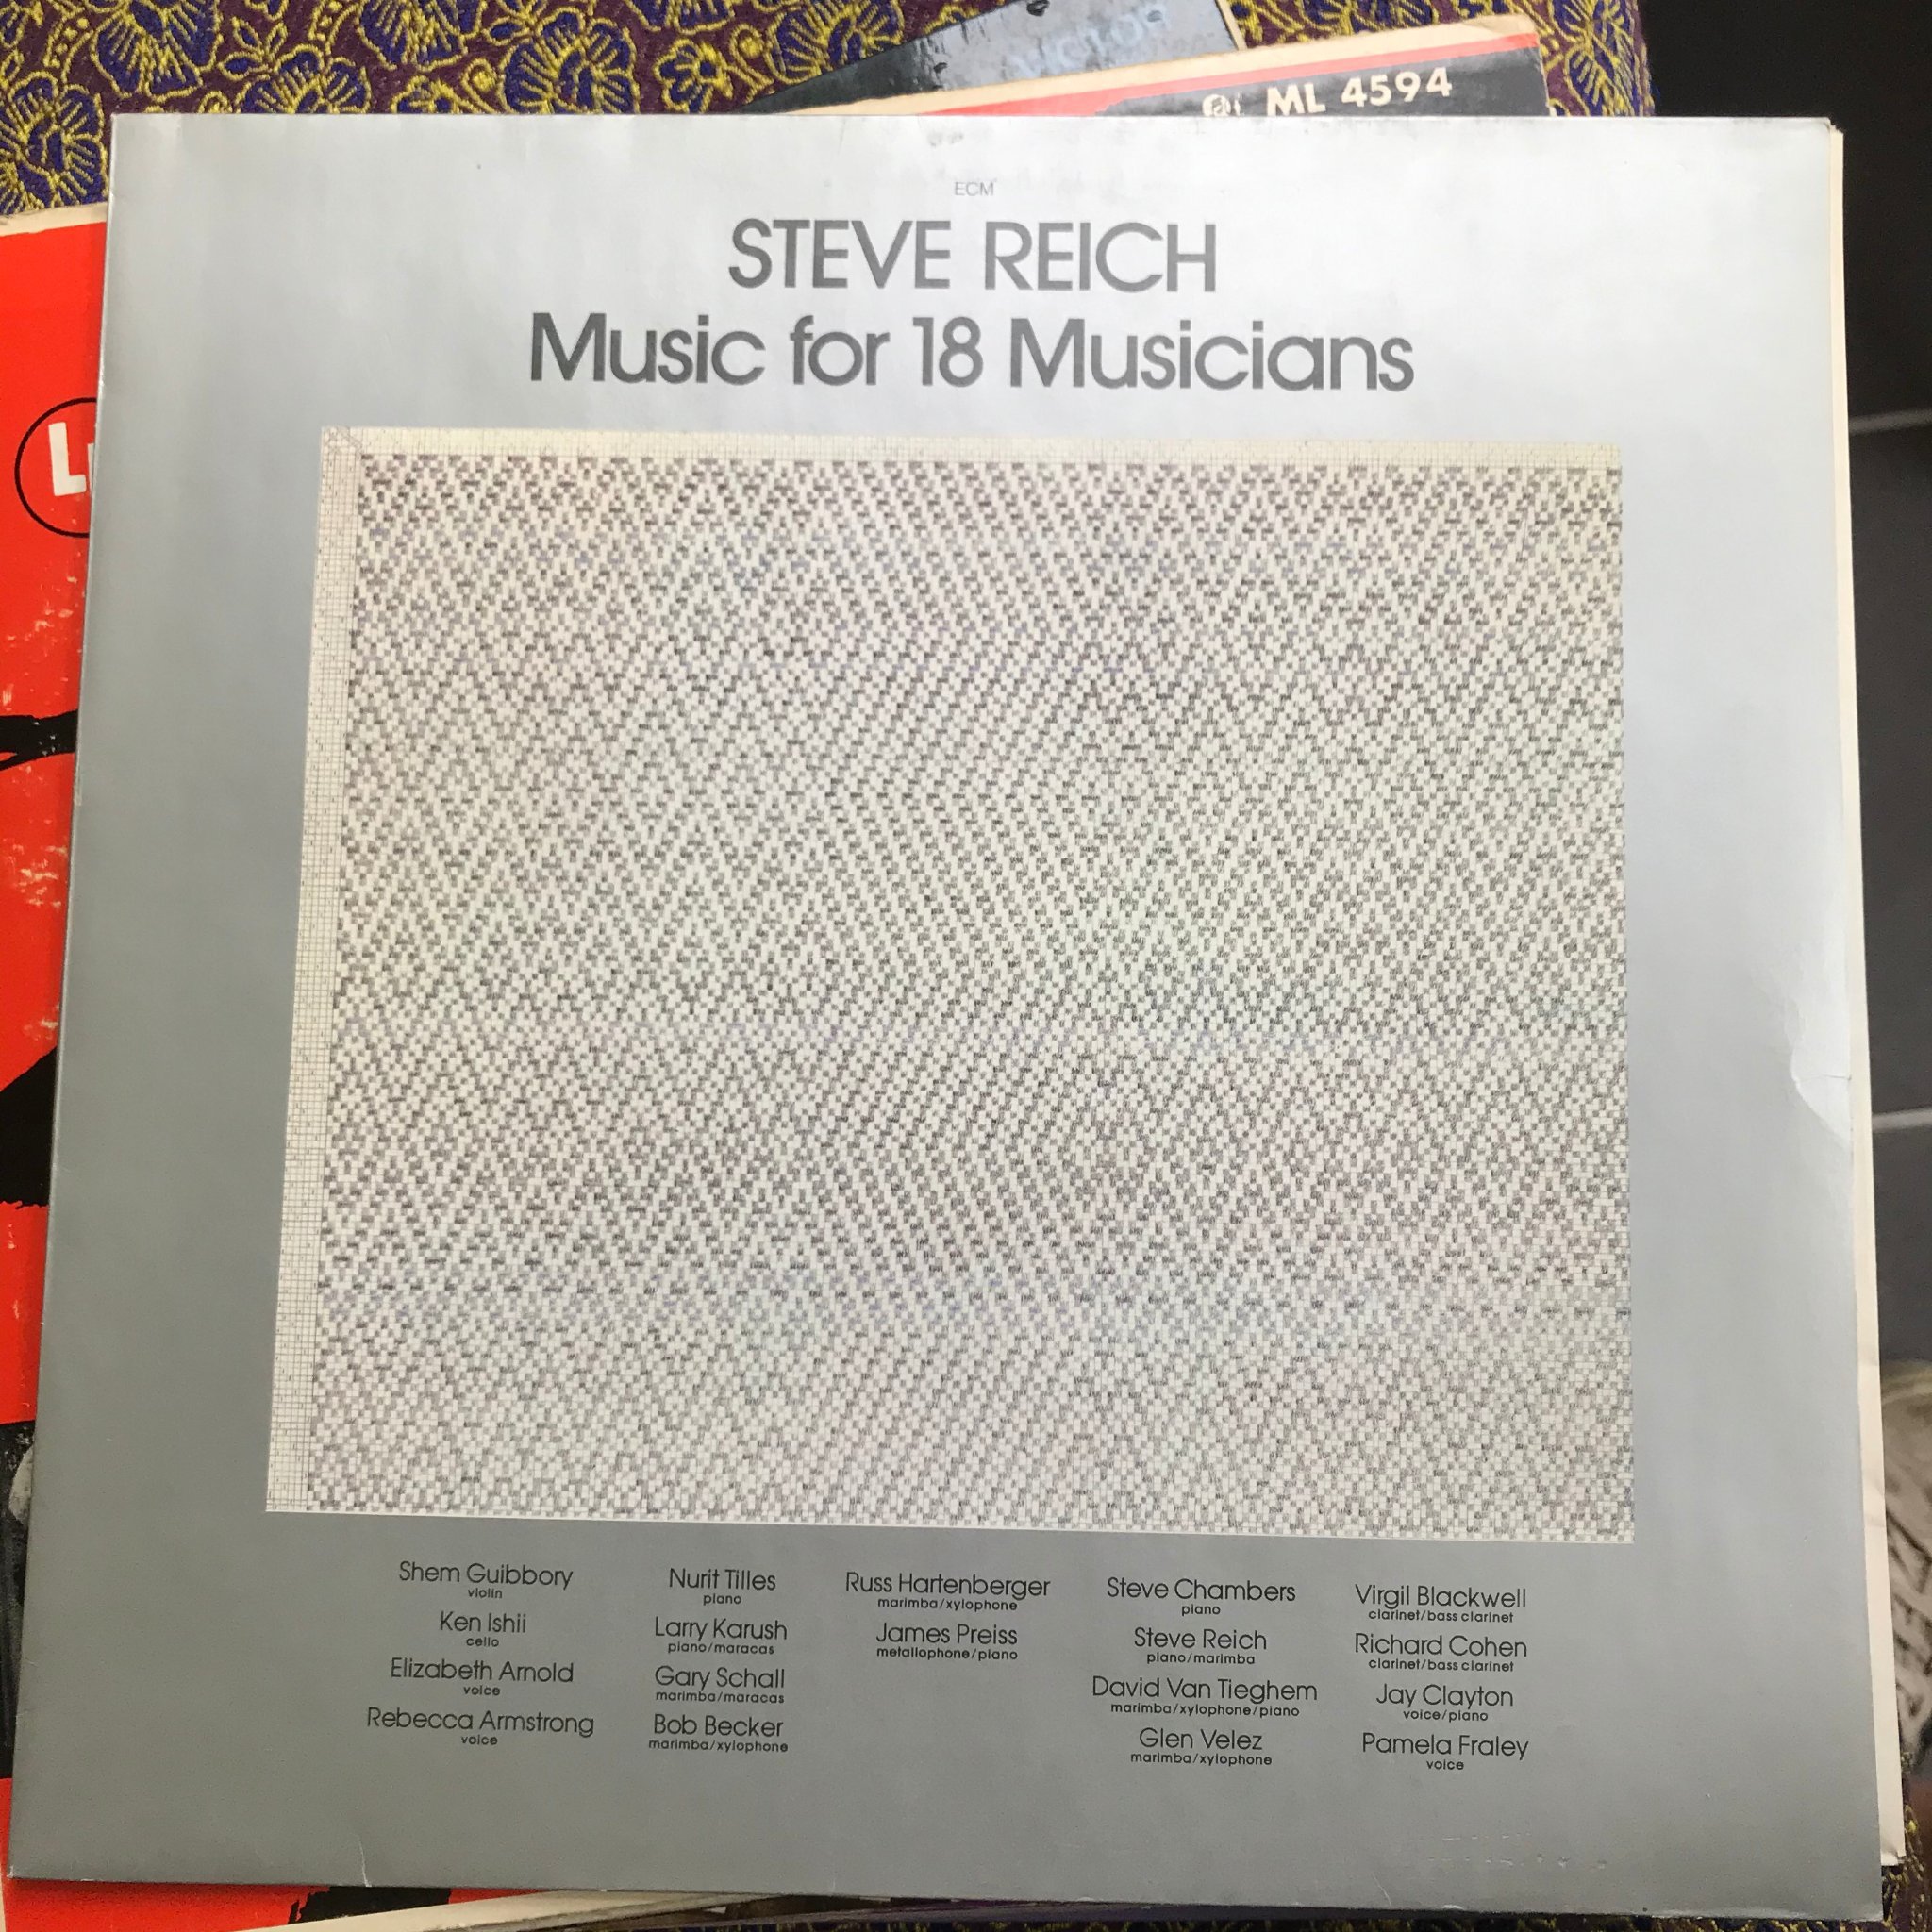 ML 4594
ECM
STEVE REICH
Music for 18 Musicians
Shem Guibbory
violin
Ken Ishii
cello
Elizabeth Arnold
voice
Rebecca Armstrong
voice
Nurit Tilles
piano
Larry Karush
piano/maracas
Gary Schall
marimba/maracas
Bob Becker
marimba/xylophone
Russ Hartenberger
marimba/xylophone
James Preiss
metallophone/piano
Steve Chambers
piano
Steve Reich
piano/marimba
David Van Tieghem
marimba/xylophone/piano
Glen Velez
marimba/xylophone
Virgil Blackwell
clarinet/bass clarinet
Richard Cohen
clarinet/bass clarinet
Jay Clayton
voice/piano
Pamela Fraley
voice